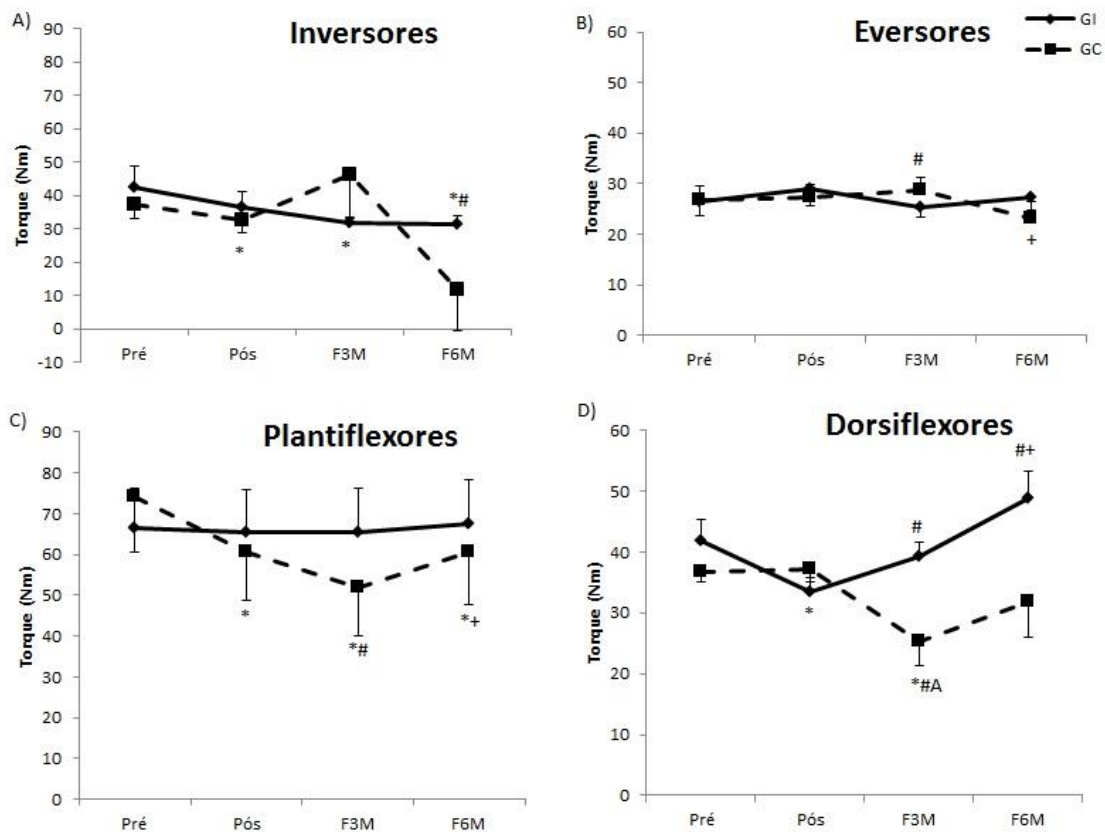 A)
Inversores
Torque (Nm)
90
80
70
60
50
40
30
20
10
0
-10
*
*
*#
Pré Pós F3M F6M
B)
Eversores
GI
GC
Torque (Nm)
60
50
40
30
20
10
0
#
+
Pré Pós F3M F6M
C)
Plantiflexores
Torque (Nm)
90
80
70
60
50
40
30
20
10
0
*
*#
*+
Pré Pós F3M F6M
D)
Dorsiflexores
Torque (Nm)
60
50
40
30
20
10
0
#+
#
*
*#A
Pré Pós F3M F6M